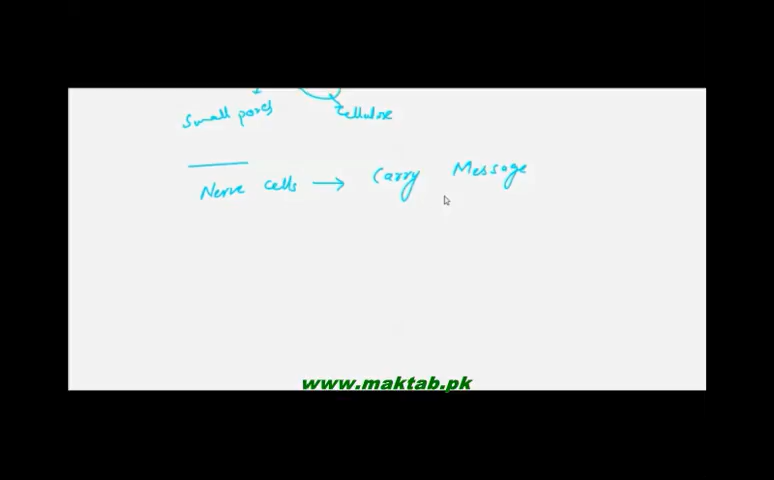 Small pores
Cellulose
Nerve cells → Carry Message
www.maktab.pk